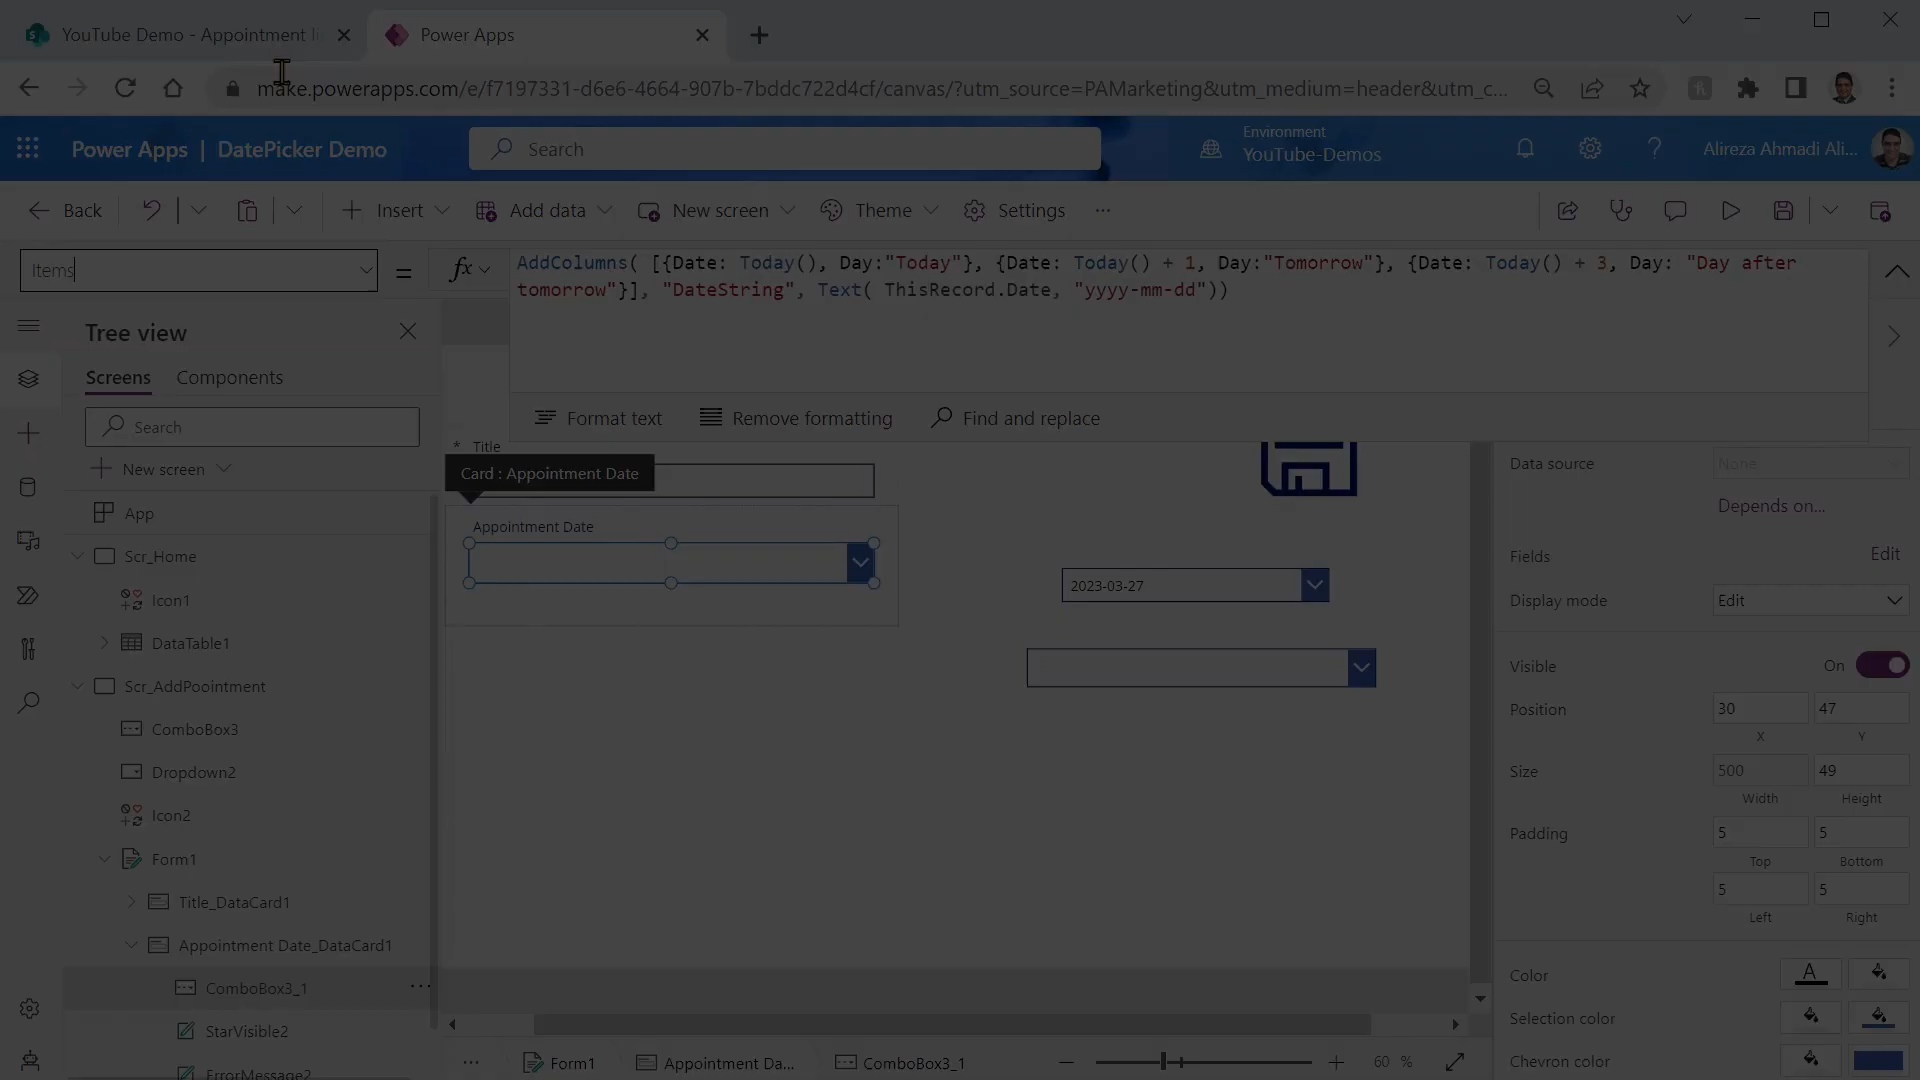 YouTube Demo - Appointment li
Power Apps
make.powerapps.com/e/f7197331-d6e6-4664-907b-7bddc722d4cf/canvas/?utm_source=PAMarketing&utm_medium=header&utm_c...
Power Apps | DatePicker Demo
Search
Environment
YouTube-Demos
Alireza Ahmadi Ali...
Back
Insert
Add data
New screen
Theme
Settings
...
Items
=
fx
AddColumns( [{Date: Today(), Day:"Today"}, {Date: Today() + 1, Day:"Tomorrow"}, {Date: Today() + 3, Day: "Day after
tomorrow"}], "DateString", Text( ThisRecord.Date, "yyyy-mm-dd"))
Format text
Remove formatting
Find and replace
Tree view
Screens
Components
Search
New screen
App
Scr_Home
Icon1
DataTable1
Scr_AddPoointment
ComboBox3
Dropdown2
Icon2
Form1
Title_DataCard1
Appointment Date_DataCard1
ComboBox3_1
...
StarVisible2
ErrorMessage2
* Title
Card : Appointment Date
Appointment Date
2023-03-27
Data source
None
Depends on...
Fields
Edit
Display mode
Edit
Visible
On
Position
30
47
X
Y
Size
500
49
Width
Height
Padding
5
5
Top
Bottom
5
5
Left
Right
Color
A
Selection color
Chevron color
...
Form1
Appointment Da...
ComboBox3_1
60 %